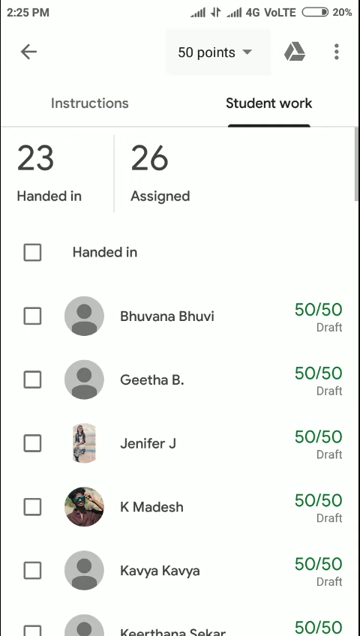 2:25 PM 4G VoLTE 20%
50 points
Instructions Student work
23 26
Handed in Assigned
Handed in
Bhuvana Bhuvi 50/50
Draft
Geetha B. 50/50
Draft
Jenifer J 50/50
Draft
K Madesh 50/50
Draft
Kavya Kavya 50/50
Draft
Keerthana Sekar 50/50